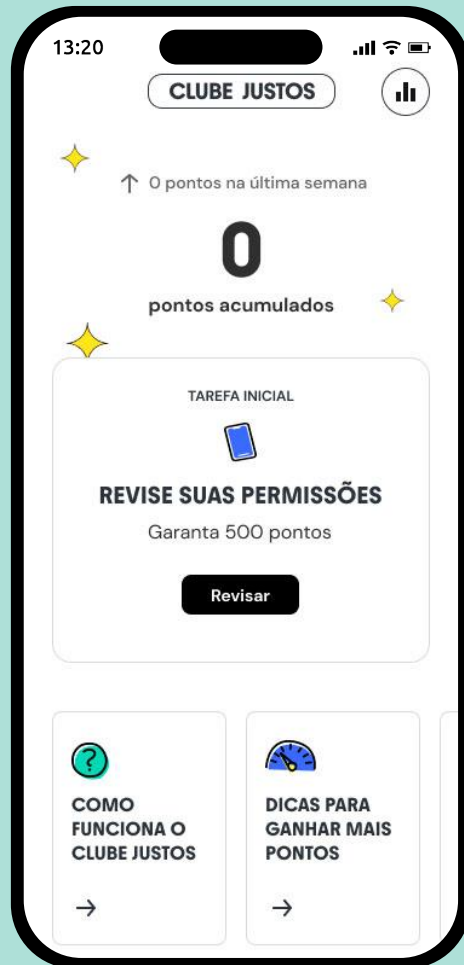 13:20
CLUBE JUSTOS
↑ 0 pontos na última semana
0
pontos acumulados
TAREFA INICIAL
REVISE SUAS PERMISSÕES
Garanta 500 pontos
Revisar
?
COMO
FUNCIONA O
CLUBE JUSTOS
→
DICAS PARA
GANHAR MAIS
PONTOS
→